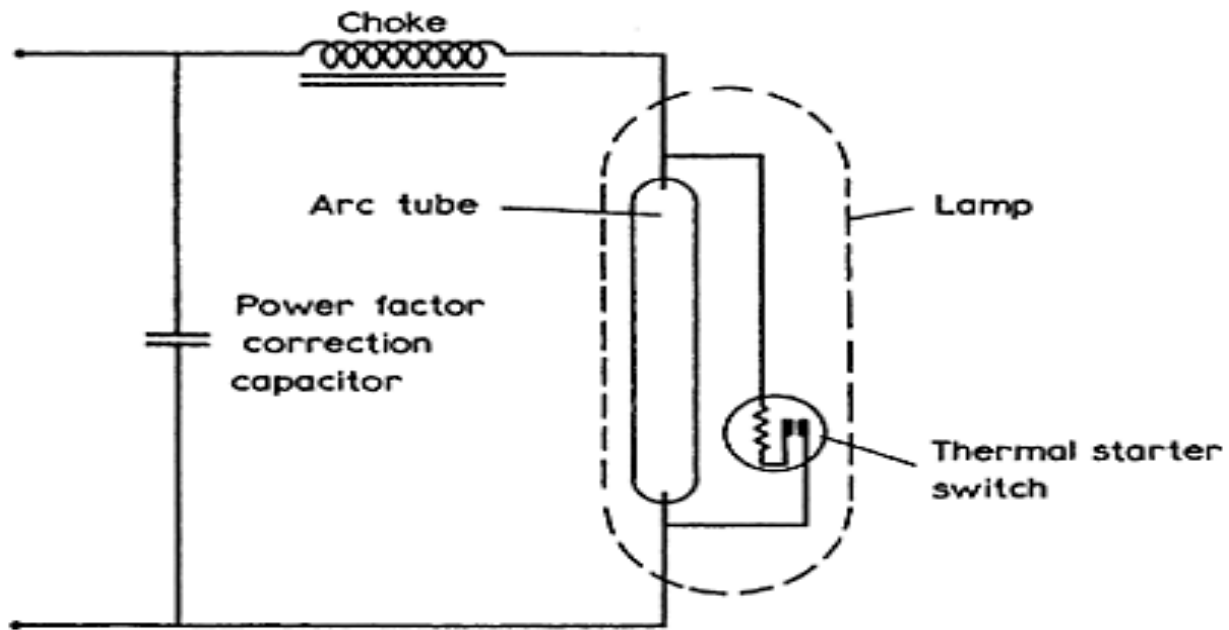 Choke
Arc tube
Lamp
Power factor
correction
capacitor
Thermal starter
switch